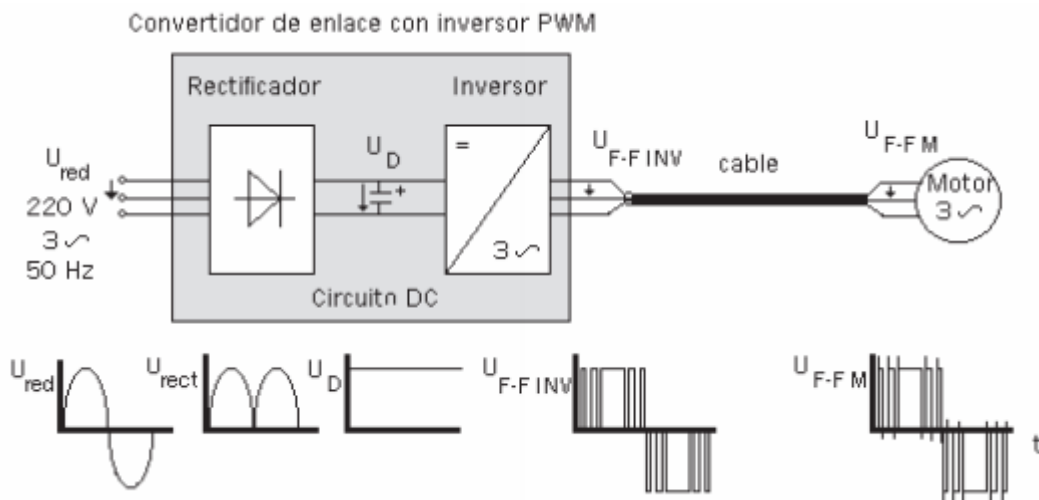 Convertidor de enlace con inversor PWM
Rectificador
Inversor
U red
220 V
3 ~
50 Hz
U D
+
=
3 ~
U F-F INV
cable
U F-F M
Motor
3 ~
Circuito DC
U red
U rect
U D
U F-F INV
U F-F M
t